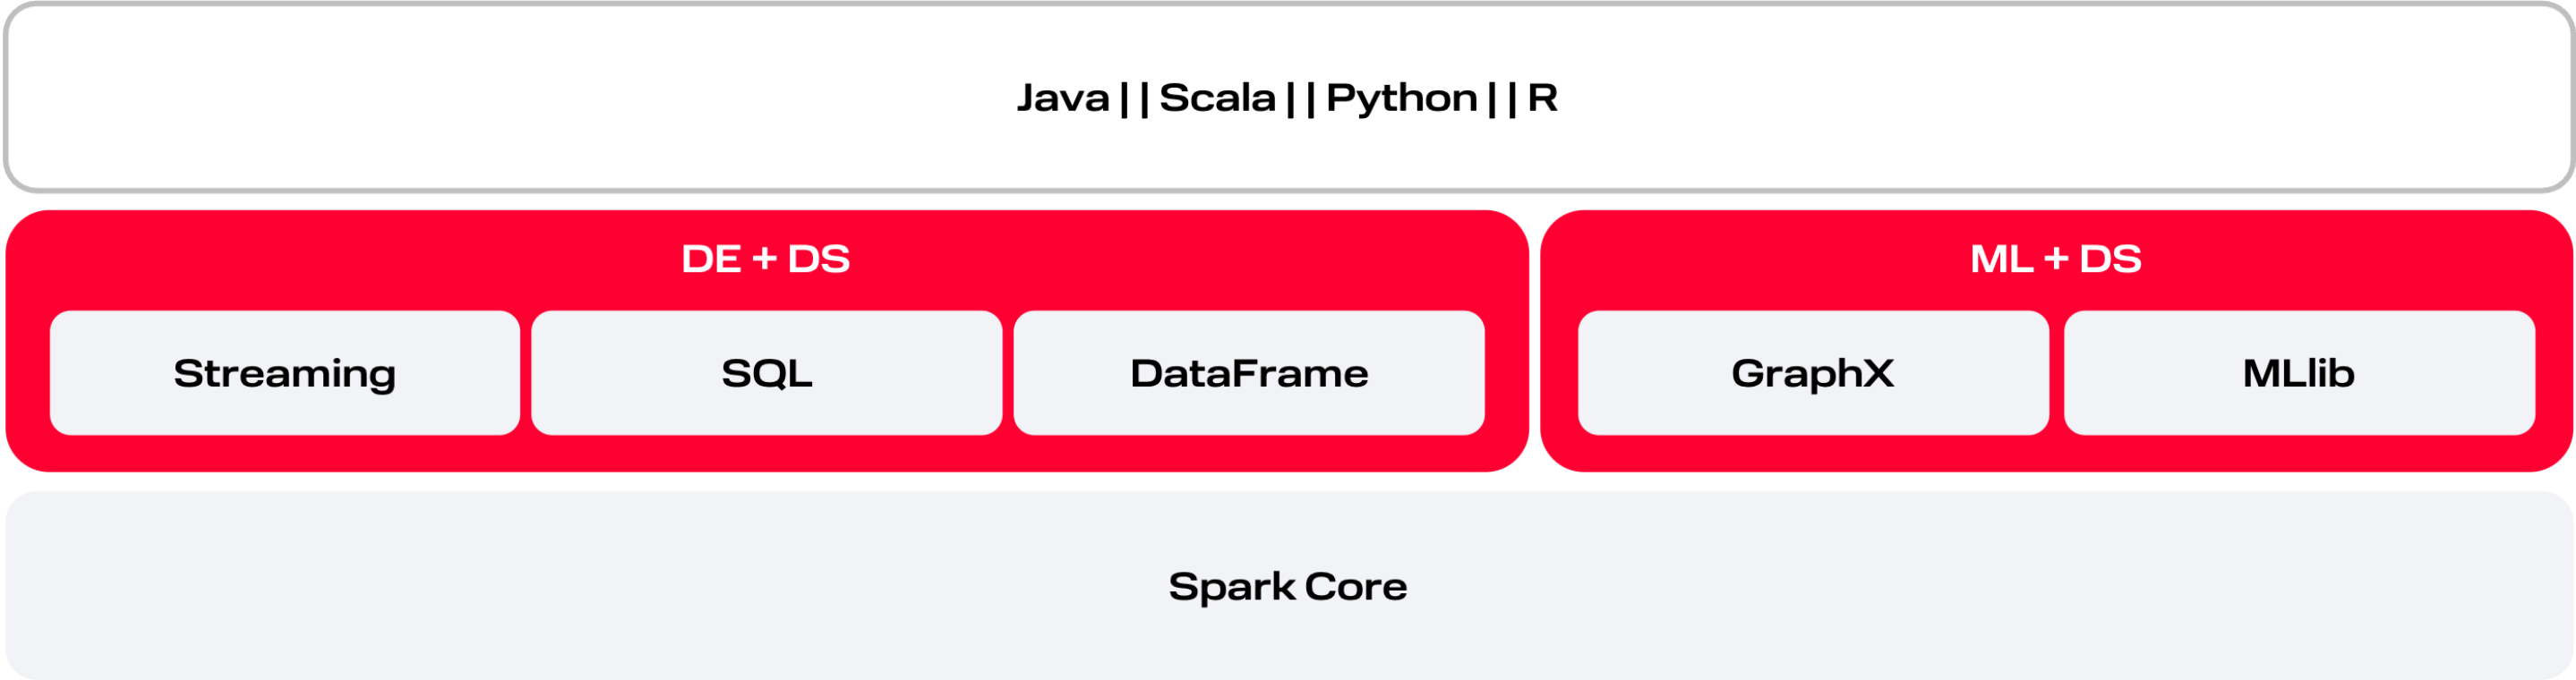 Java || Scala || Python || R
DE + DS
Streaming
SQL
DataFrame
ML + DS
GraphX
MLlib
Spark Core